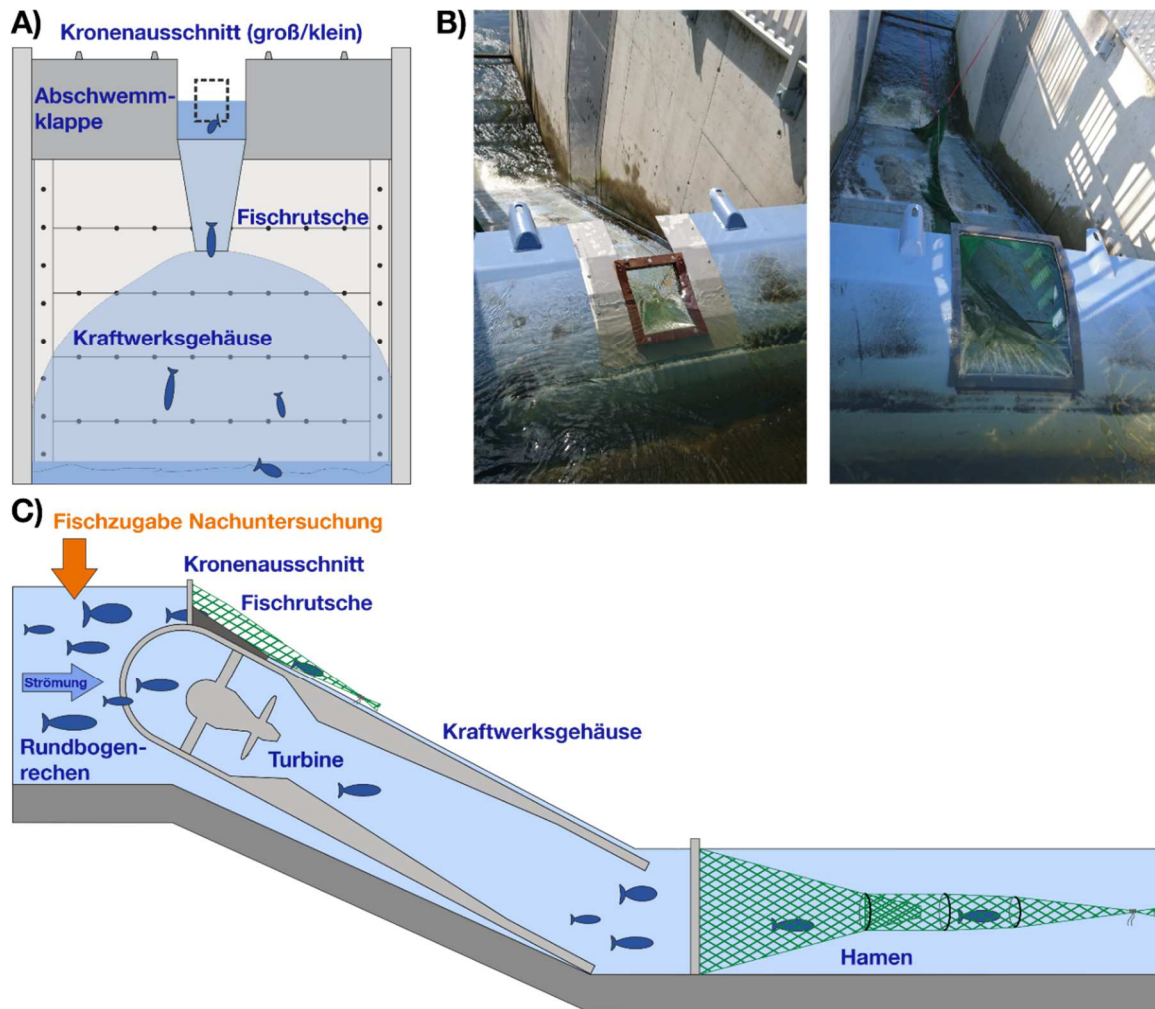 A)
Kronenausschnitt (groß/klein)
Abschwemm-
klappe
Fischrutsche
Kraftwerksgehäuse
B)
C)
Fischzugabe Nachuntersuchung
Kronenausschnitt
Fischrutsche
Strömung
Rundbogen-
rechen
Turbine
Kraftwerksgehäuse
Hamen